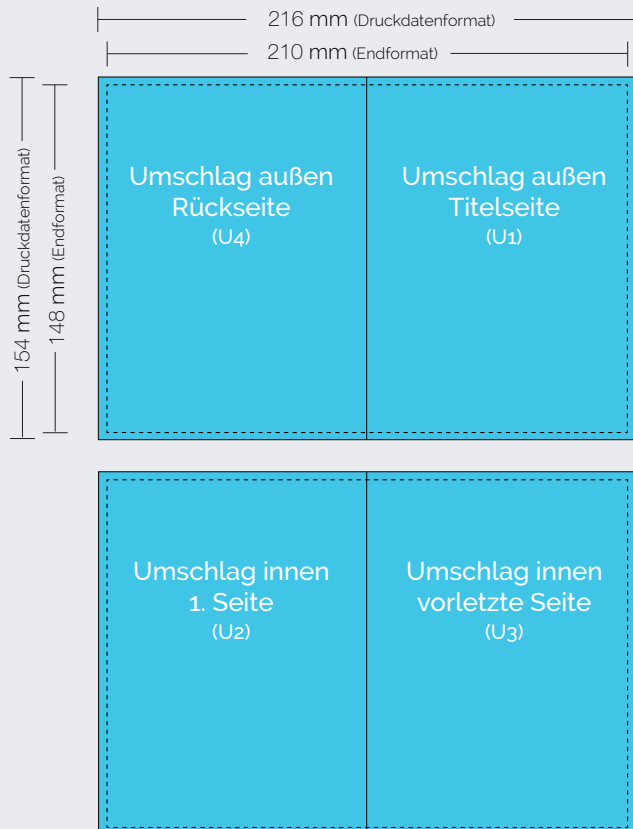 216 mm (Druckdatenformat)
210 mm (Endformat)
154 mm (Druckdatenformat)
148 mm (Endformat)
Umschlag außen
Rückseite
(U4)
Umschlag außen
Titelseite
(U1)
Umschlag innen
1. Seite
(U2)
Umschlag innen
vorletzte Seite
(U3)